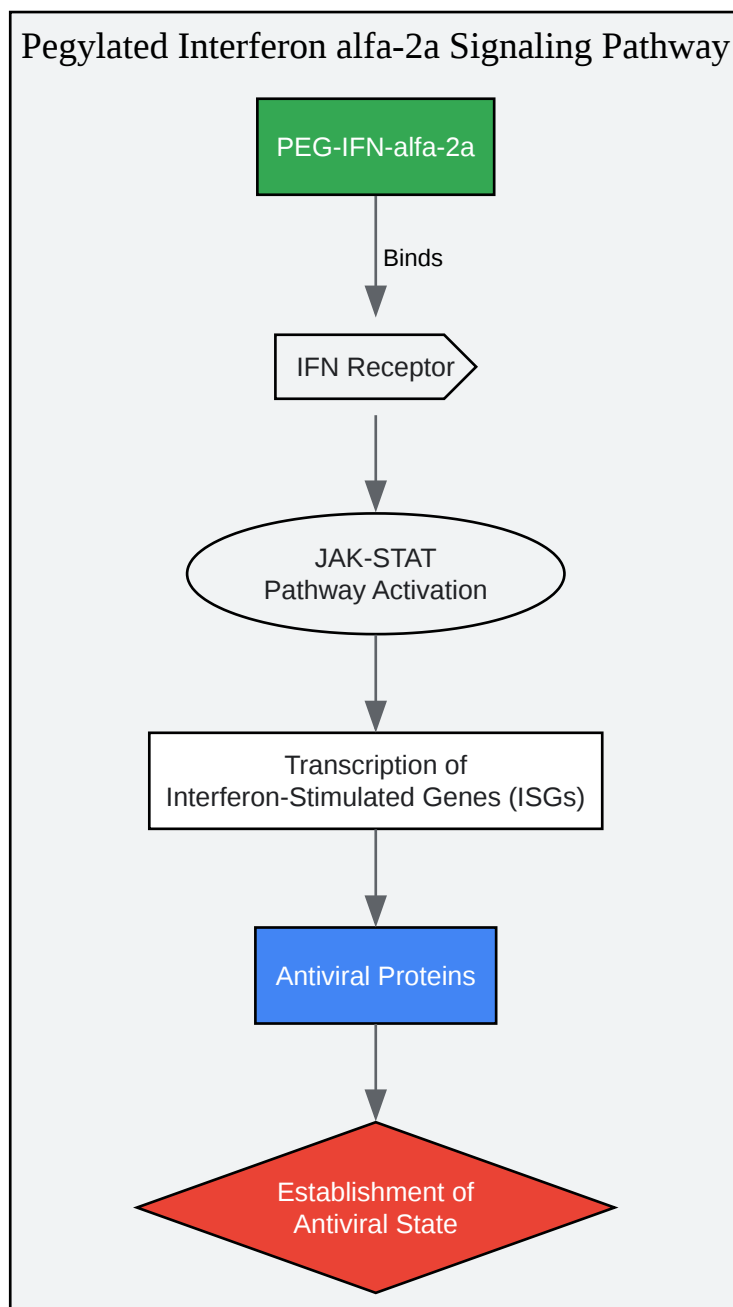 Pegylated Interferon alfa-2a Signaling Pathway
PEG-IFN-alfa-2a
Binds
IFN Receptor
JAK-STAT
Pathway Activation
Transcription of
Interferon-Stimulated Genes (ISGs)
Antiviral Proteins
Establishment of
Antiviral State